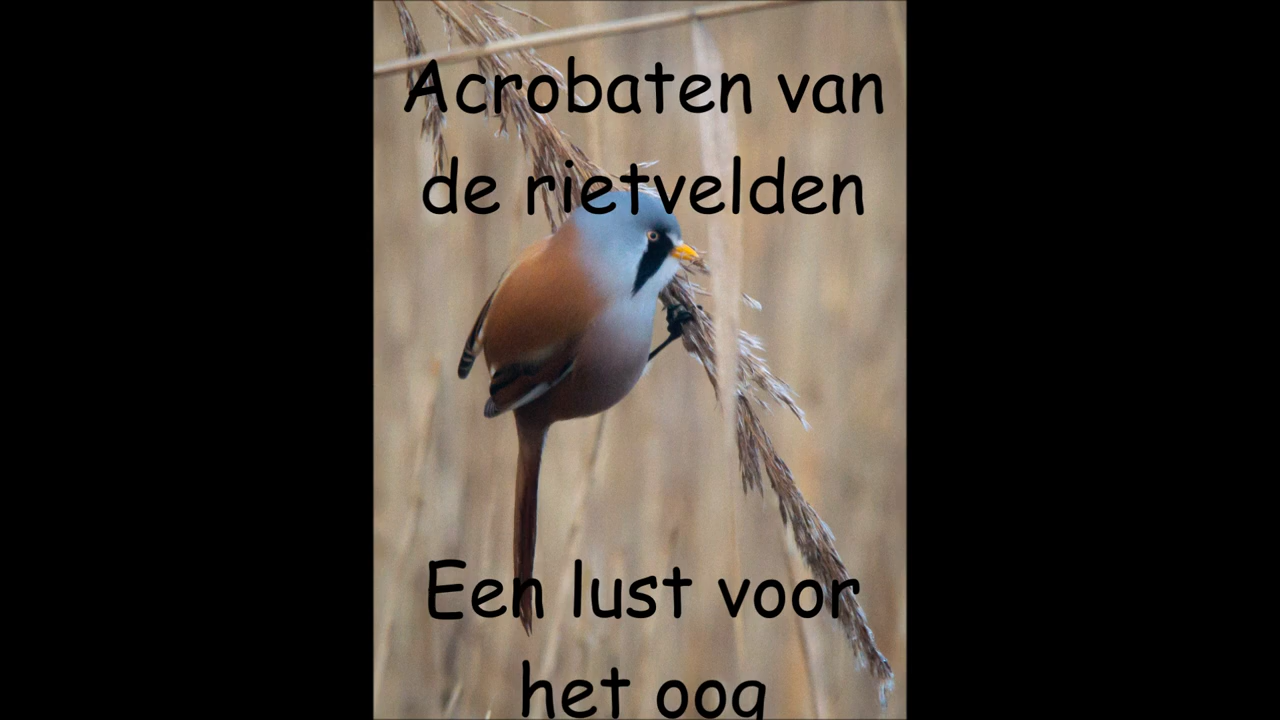 Acrobaten van
de rietvelden
Een lust voor
het oog